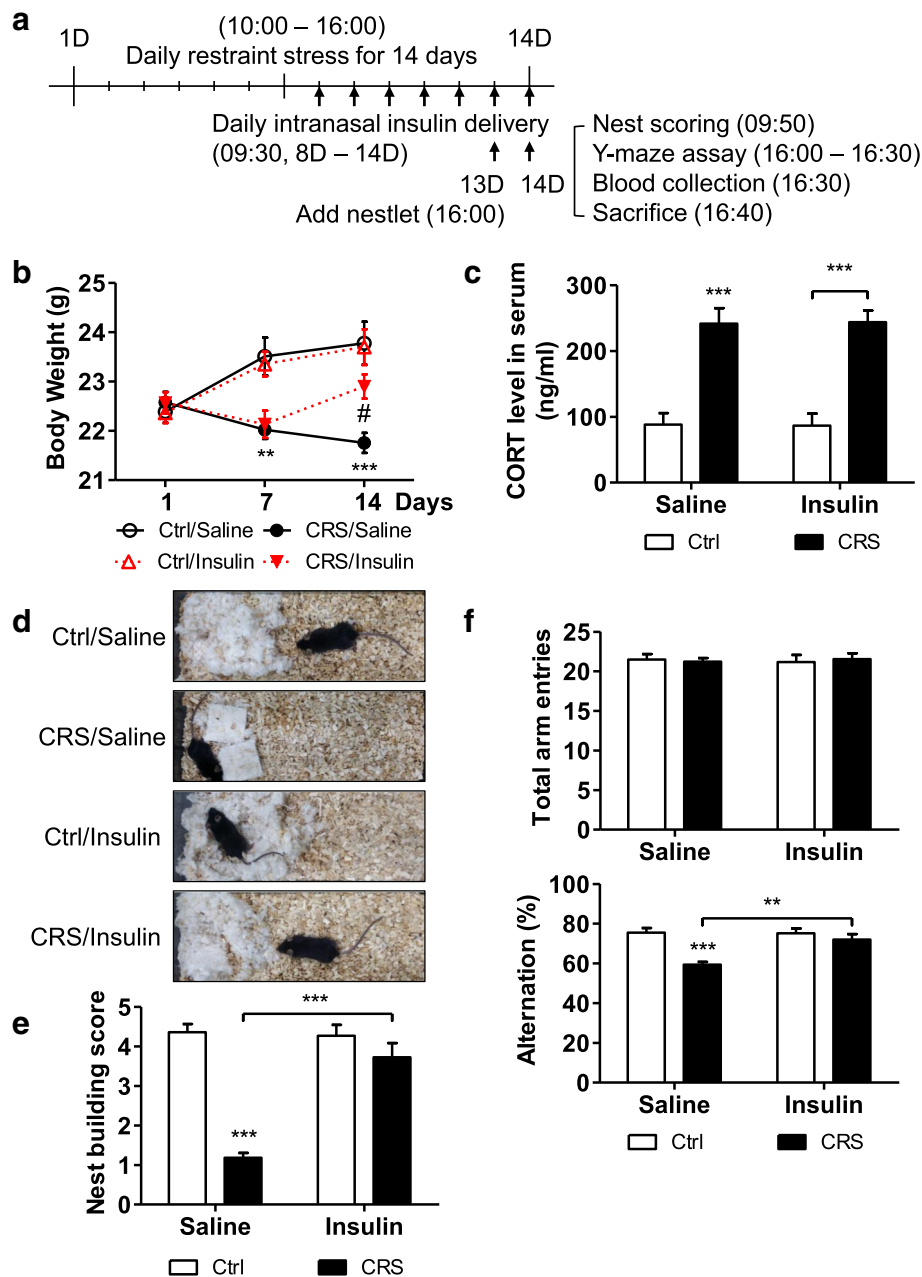 a
1D
(10:00 – 16:00)
14D
Daily restraint stress for 14 days
Daily intranasal insulin delivery
(09:30, 8D – 14D)
13D
14D
Add nestlet (16:00)
Nest scoring (09:50)
Y-maze assay (16:00 – 16:30)
Blood collection (16:30)
Sacrifice (16:40)
b
Body Weight (g)
25
24
23
22
21
#
**
***
1
7
14
Days
Ctrl/Saline
CRS/Saline
Ctrl/Insulin
CRS/Insulin
c
CORT level in serum
(ng/ml)
300
200
100
0
***
***
Saline
Insulin
Ctrl
CRS
d
Ctrl/Saline
CRS/Saline
Ctrl/Insulin
CRS/Insulin
e
Nest building score
5
4
3
2
1
0
***
***
Saline
Insulin
Ctrl
CRS
f
Total arm entries
25
20
15
10
5
0
Saline
Insulin
Alternation (%)
100
80
60
40
20
0
***
**
Saline
Insulin
Ctrl
CRS